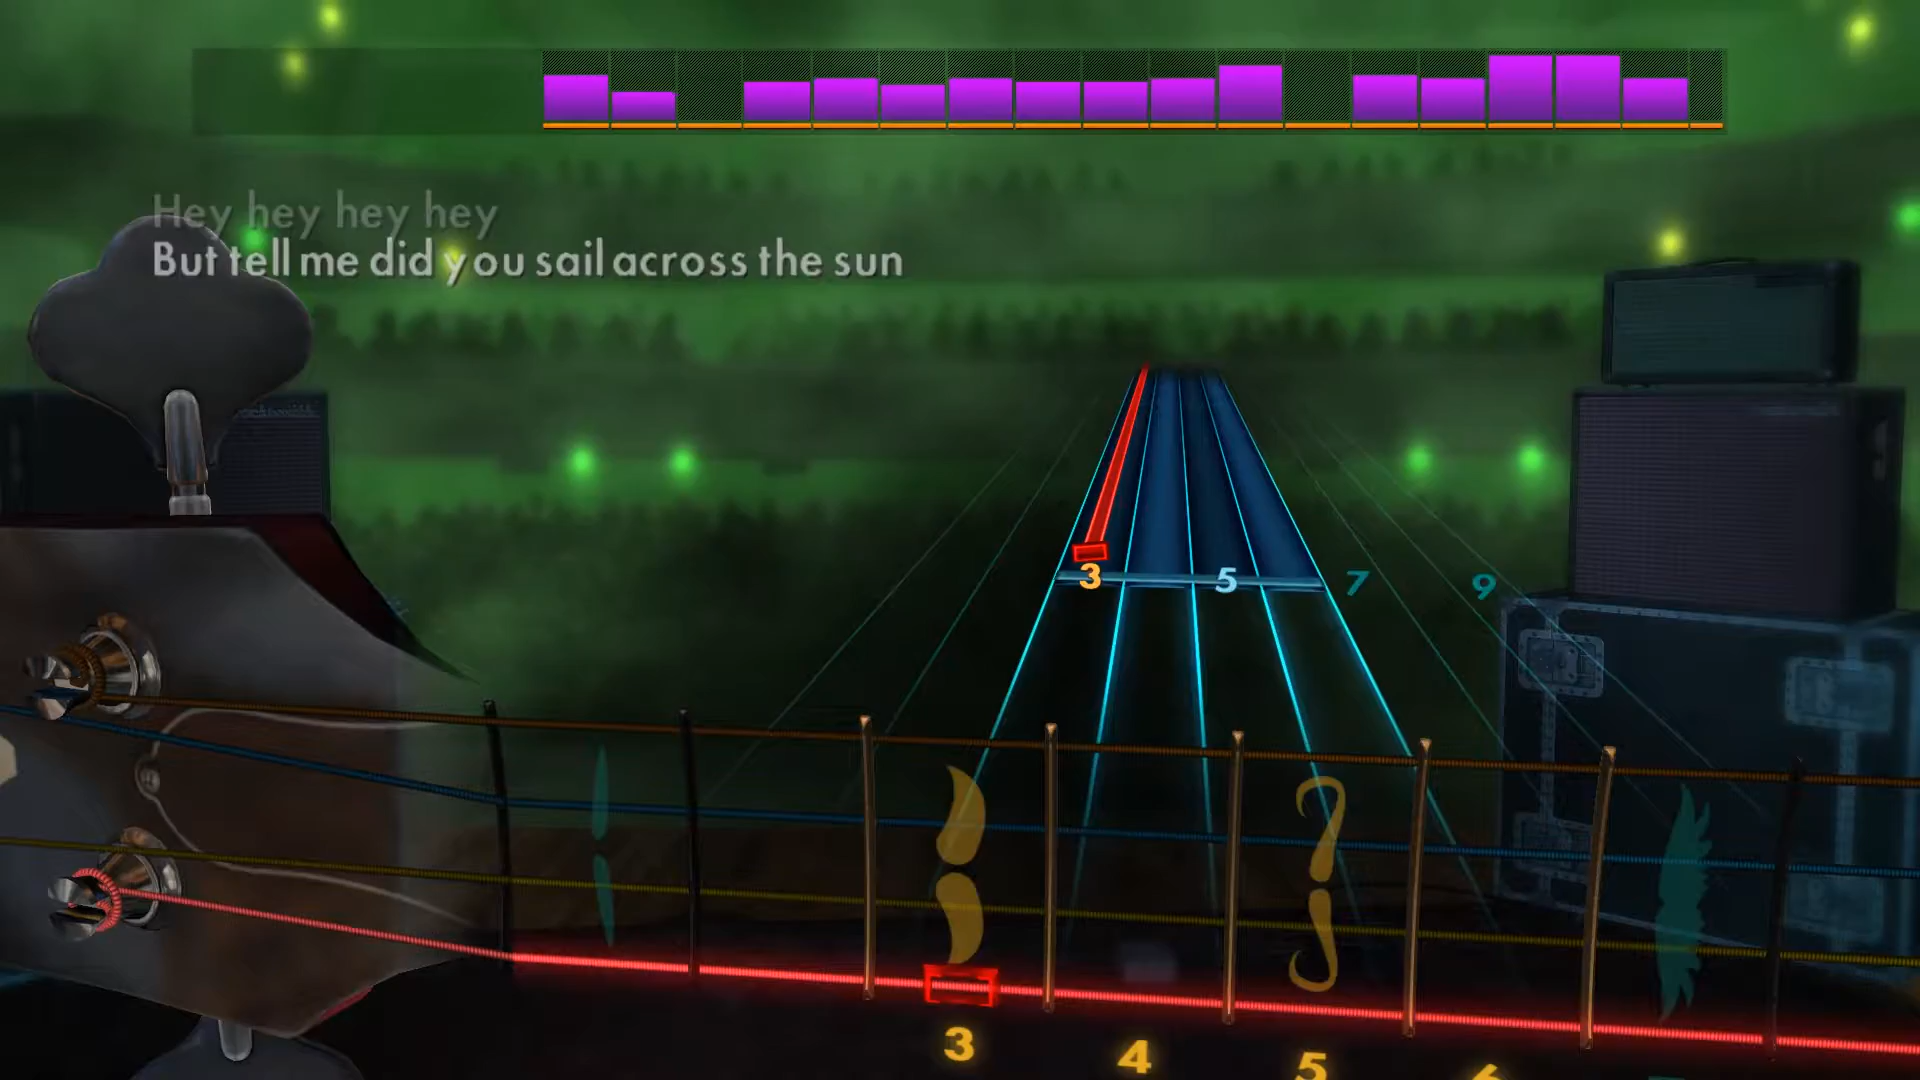 Hey hey hey hey
But tell me did you sail across the sun
3 5 7 9
3 4 5 6